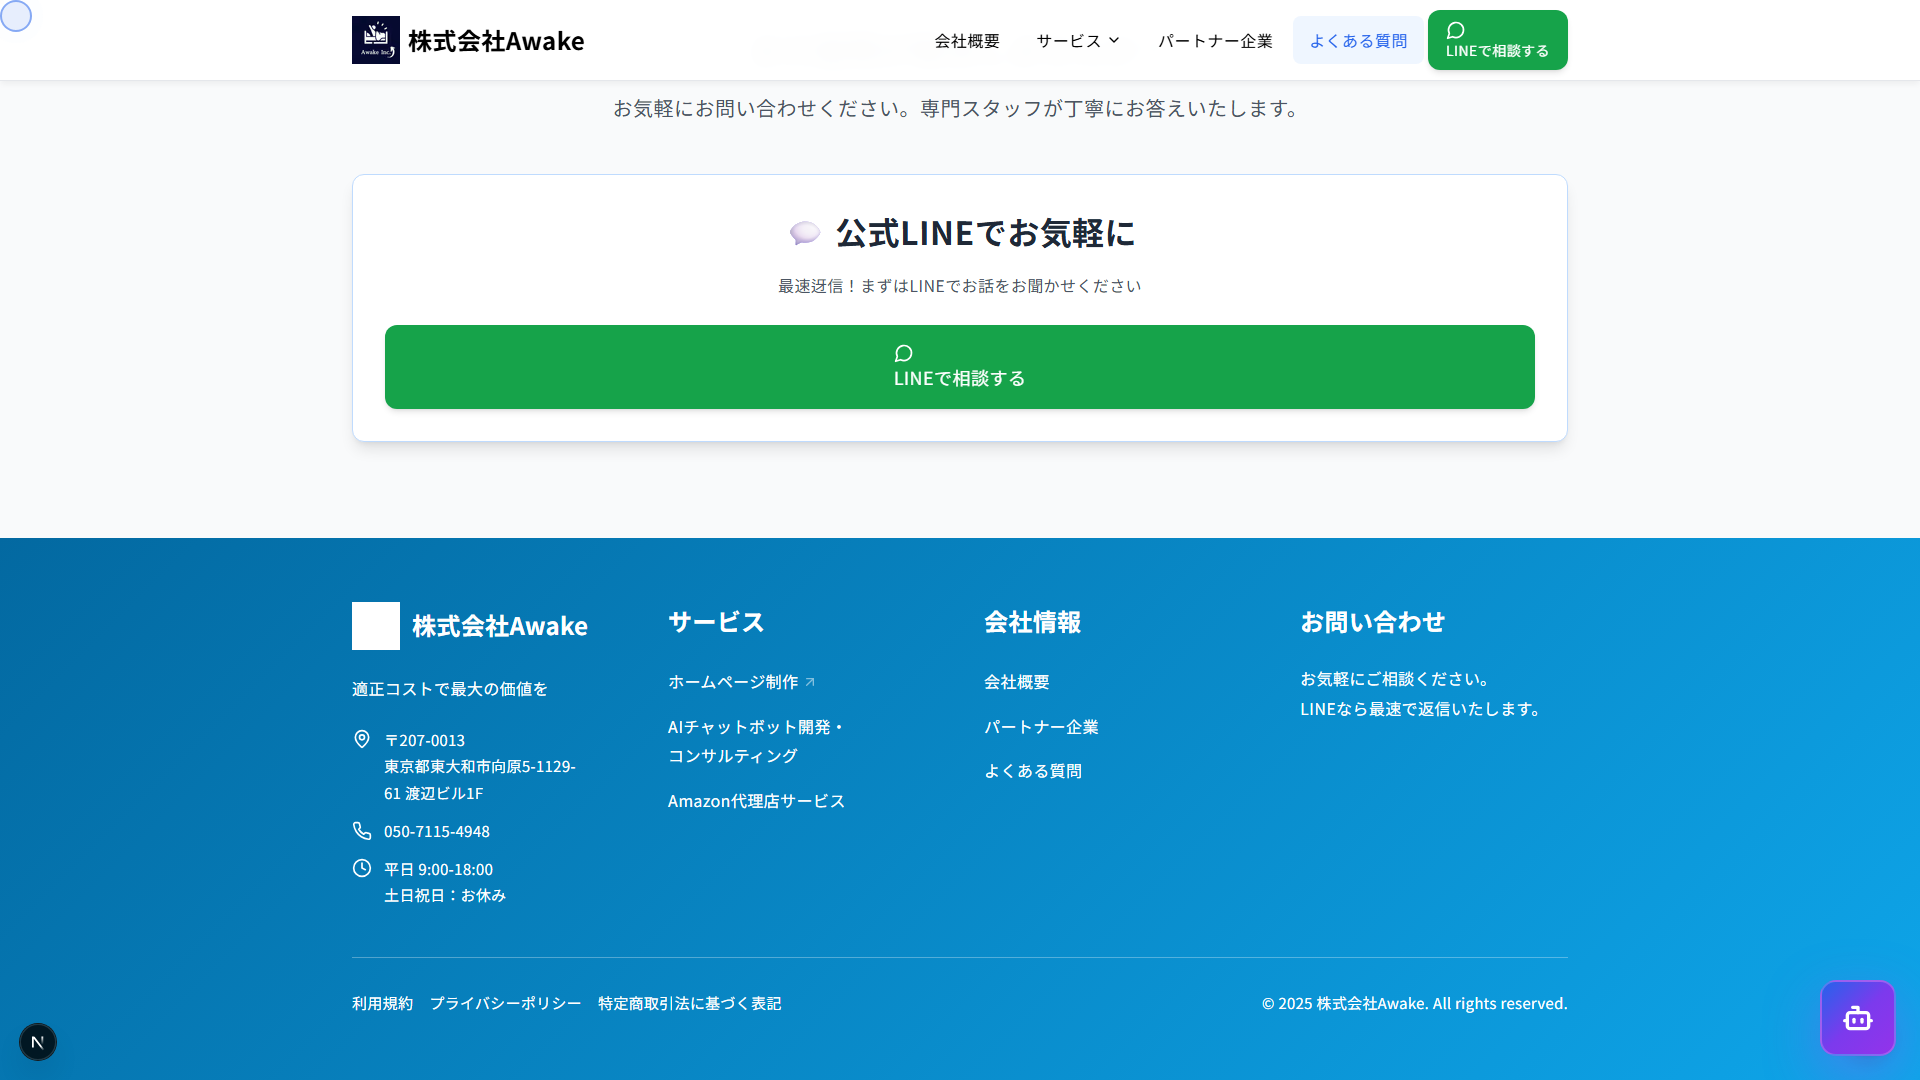 株式会社Awake
会社概要
サービス
パートナー企業
よくある質問
LINEで相談する
お気軽にお問い合わせください。専門スタッフが丁寧にお答えいたします。
公式LINEでお気軽に
最速迓信！まずはLINEでお話をお聞かせください
LINEで相談する
株式会社Awake
適正コストで最大の価値を
〒207-0013
東京都東大和市向原5-1129-
61 渡辺ビル1F
050-7115-4948
平日 9:00-18:00
土日祝日：お休み
サービス
ホームページ制作
AIチャットボット開発・
コンサルティング
Amazon代理店サービス
会社情報
会社概要
パートナー企業
よくある質問
お問い合わせ
お気軽にご相談ください。
LINEなら最速で返信いたします。
利用規約 プライバシーポリシー 特定商取引法に基づく表記
© 2025 株式会社Awake. All rights reserved.
N